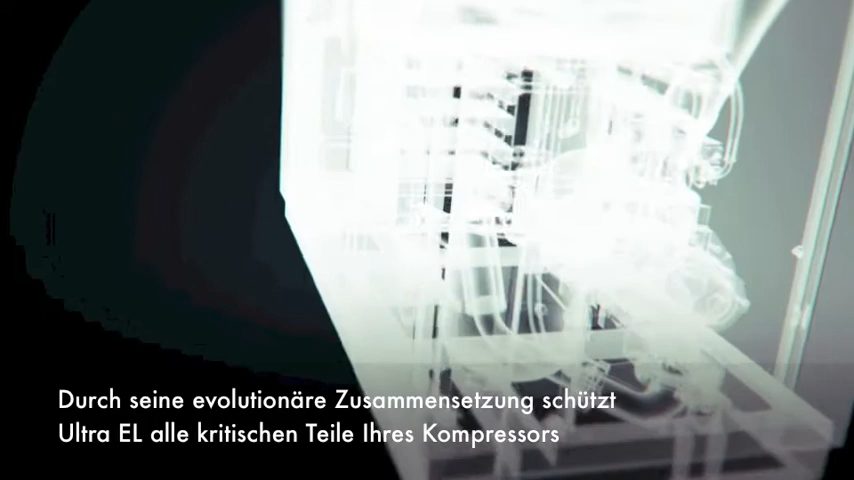 Durch seine evolutionäre Zusammensetzung schützt
Ultra EL alle kritischen Teile Ihres Kompressors